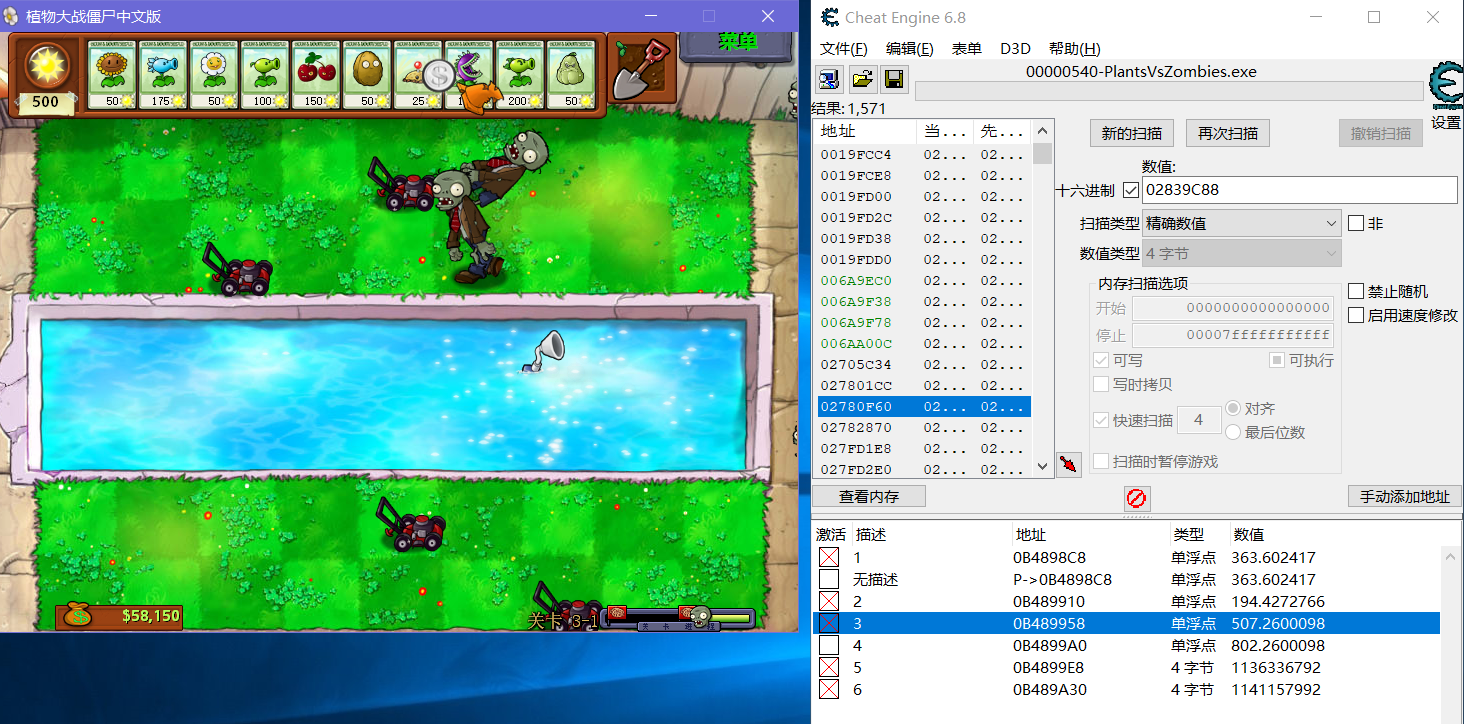 植物大战僵尸中文版
500
50
175
50
100
150
50
25
200
50
菜单
$58,150
关卡 3-1
Cheat Engine 6.8
文件(F) 编辑(E) 表单 D3D 帮助(H)
00000540-PlantsVsZombies.exe
设置
结果: 1,571
地址 当... 先...
0019FCC4 02... 02...
0019FCE8 02... 02...
0019FD00 02... 02...
0019FD2C 02... 02...
0019FD38 02... 02...
0019FDD0 02... 02...
006A9EC0 02... 02...
006A9F38 02... 02...
006A9F78 02... 02...
006AA00C 02... 02...
02705C34 02... 02...
027801CC 02... 02...
02780F60 02... 02...
02782870 02... 02...
027FD1E8 02... 02...
027FD2E0 02... 02...
新的扫描 再次扫描 撤销扫描
数值:
十六进制 02839C88
扫描类型 精确数值 非
数值类型 4 字节
内存扫描选项
开始 0000000000000000
停止 00007fffffffffff
可写 可执行
写时拷贝
快速扫描 4 对齐
最后位数
扫描时暂停游戏
禁止随机
启用速度修改
查看内存 手动添加地址
激活 描述 地址 类型 数值
1 0B4898C8 单浮点 363.602417
无描述 P->0B4898C8 单浮点 363.602417
2 0B489910 单浮点 194.4272766
3 0B489958 单浮点 507.2600098
4 0B4899A0 单浮点 802.2600098
5 0B4899E8 4 字节 1136336792
6 0B489A30 4 字节 1141157992